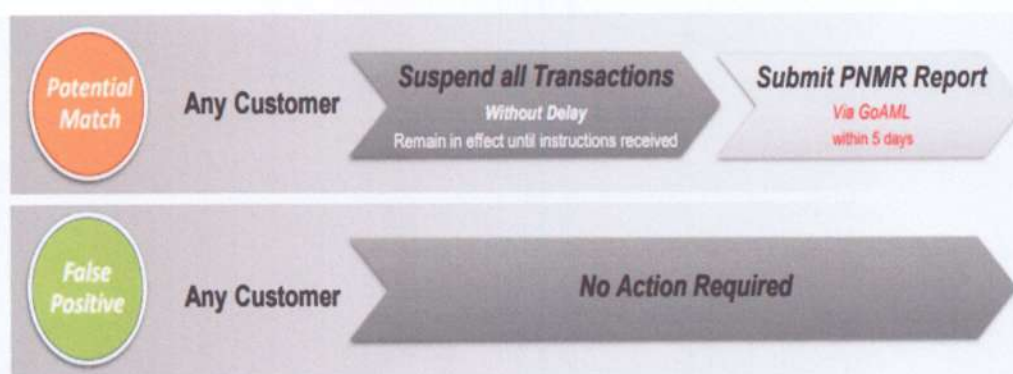 Potential
Match
Any Customer
Suspend all Transactions
Without Delay
Remain in effect until instructions received
Submit PNMR Report
Via GoAML
within 5 days
False
Positive
Any Customer
No Action Required